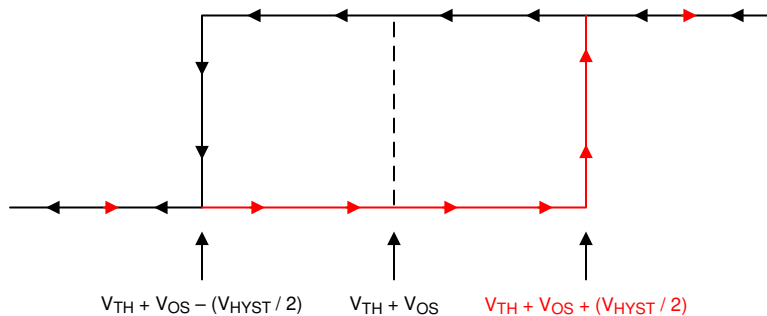 VTH + VOS – (VHYST / 2)
VTH + VOS
VTH + VOS + (VHYST / 2)